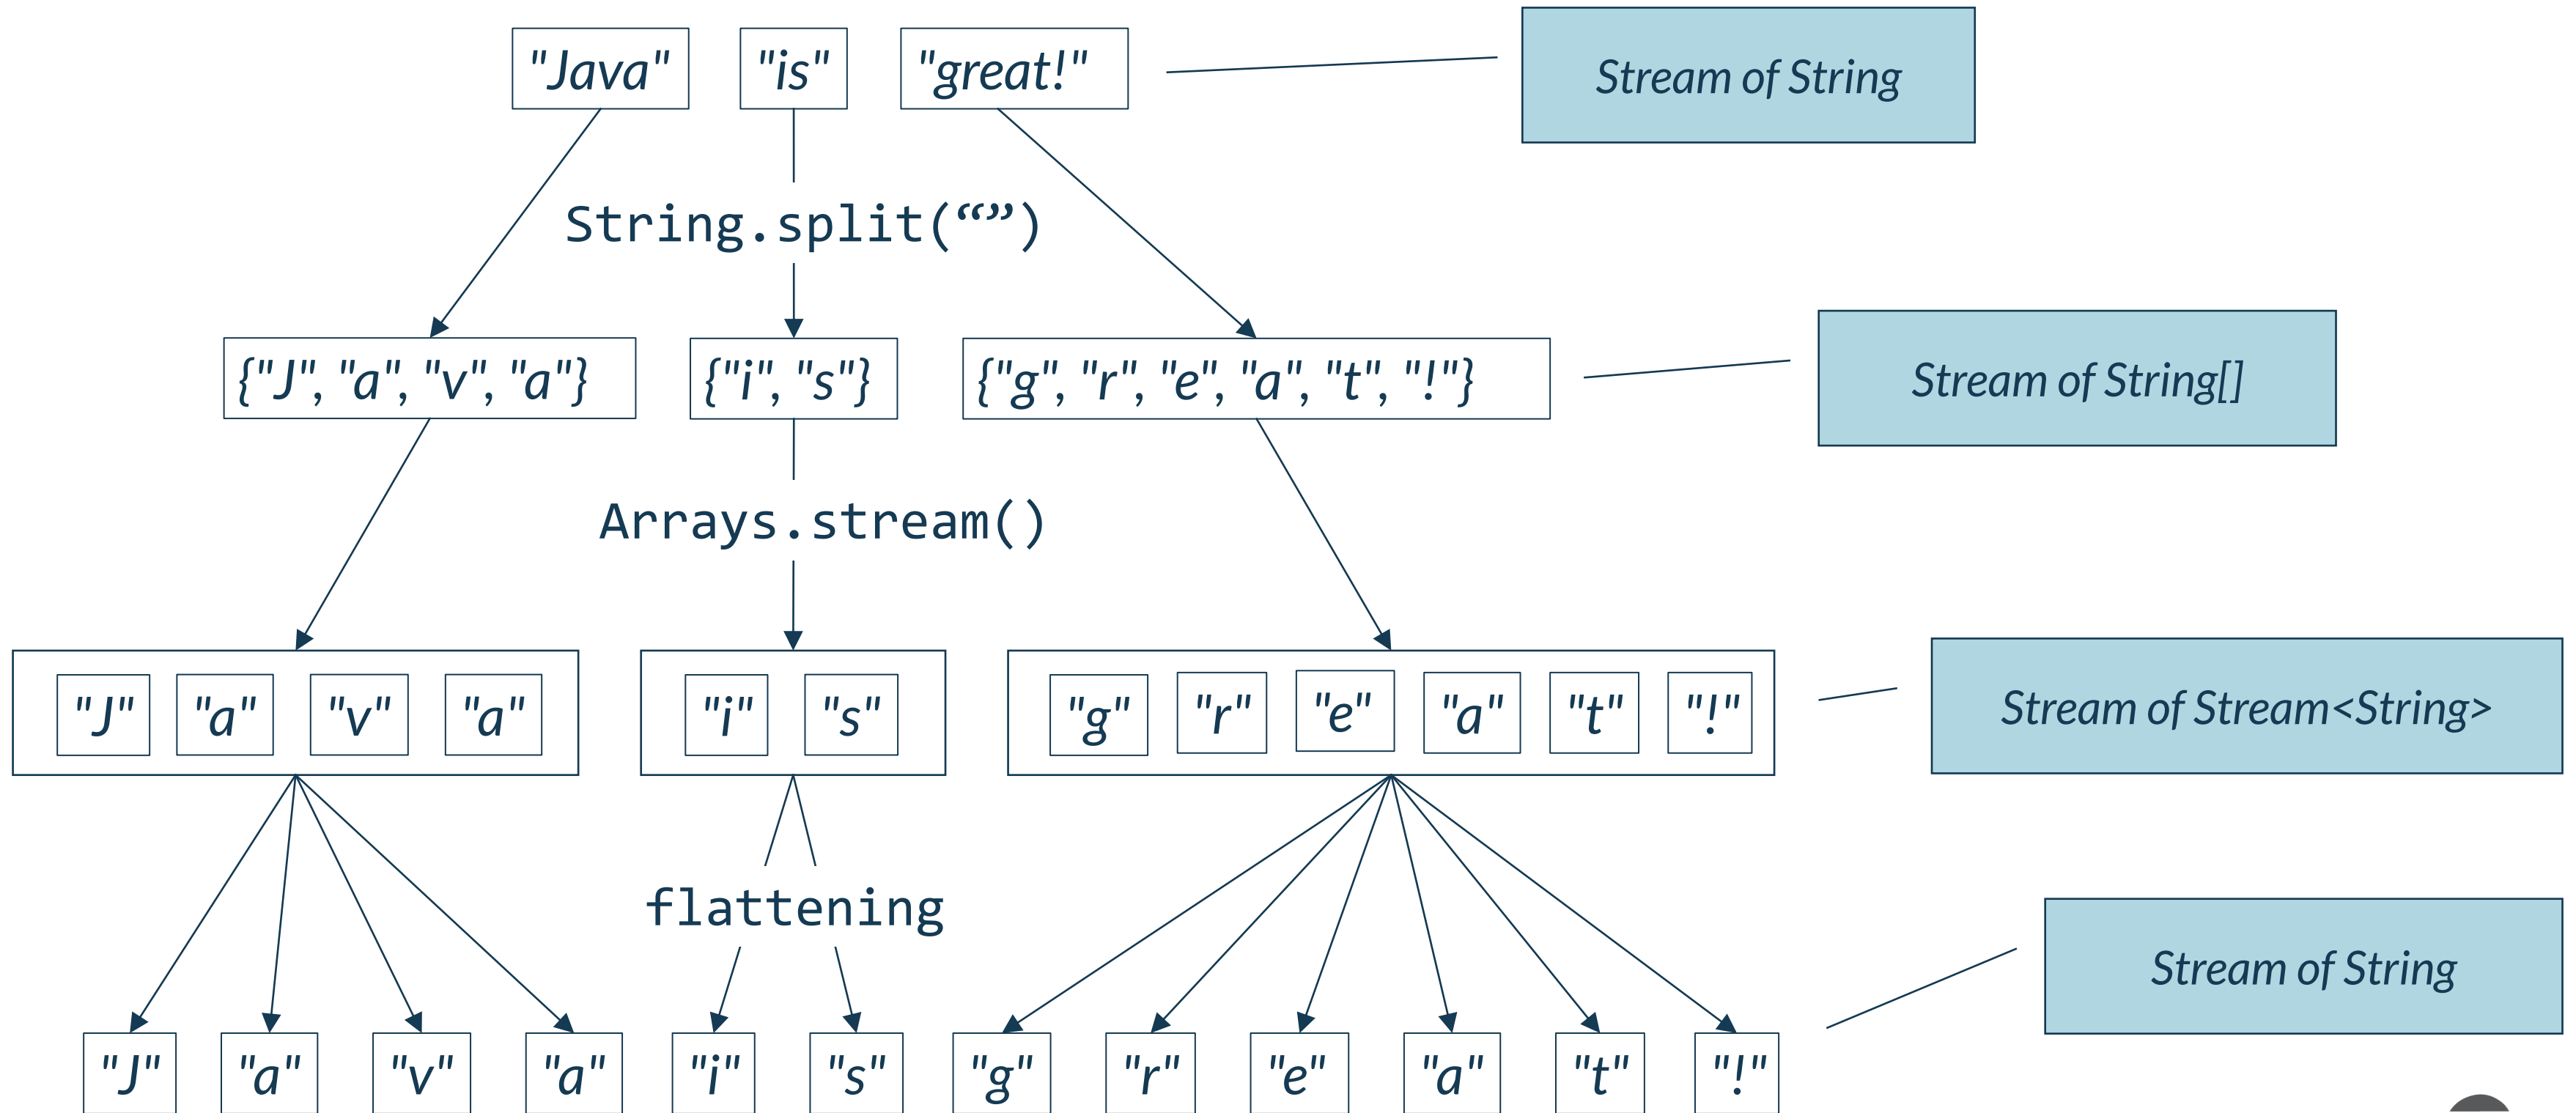 "Java" "is" "great!" Stream of String
String.split(“”)
{"J", "a", "v", "a"} {"i", "s"} {"g", "r", "e", "a", "t", "!"} Stream of String[]
Arrays.stream()
"J" "a" "v" "a" "i" "s" "g" "r" "e" "a" "t" "!" Stream of Stream<String>
flattening
Stream of String
"J" "a" "v" "a" "i" "s" "g" "r" "e" "a" "t" "!"